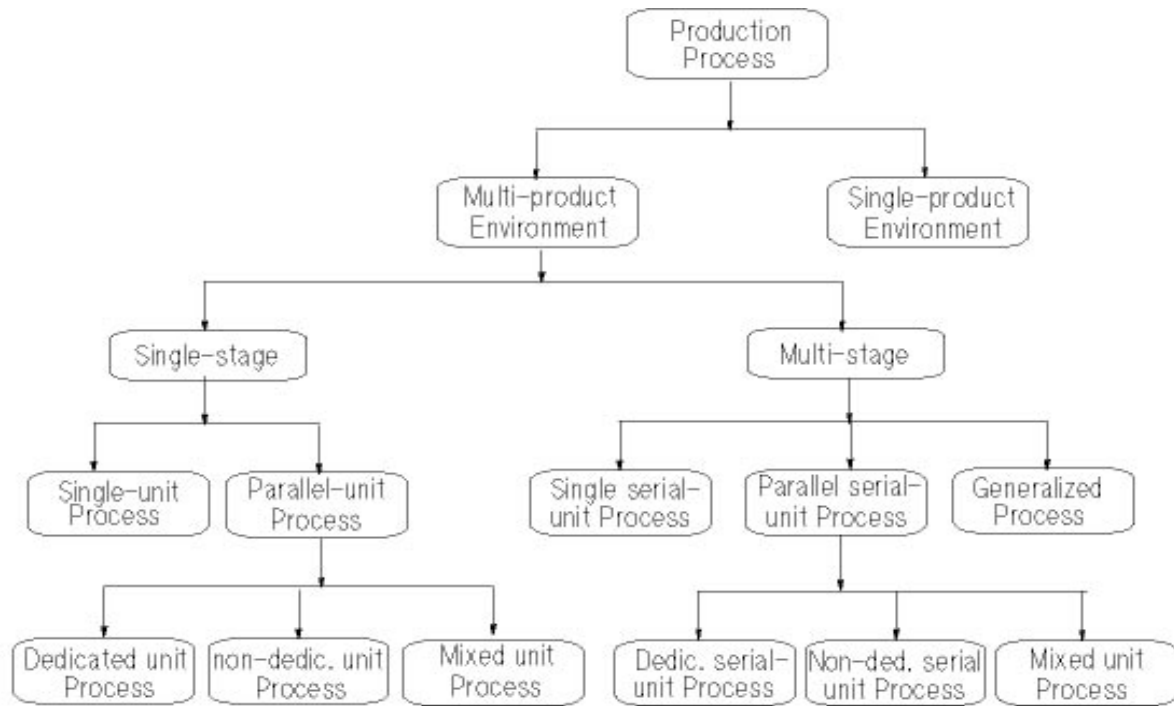 Production
Process
Multi-product
Environment
Single-product
Environment
Single-stage
Multi-stage
Single-unit
Process
Parallel-unit
Process
Single serial-
unit Process
Parallel serial-
unit Process
Generalized
Process
Dedicated unit
Process
non-dedic. unit
Process
Mixed unit
Process
Dedic. serial-
unit Process
Non-ded. serial
unit Process
Mixed unit
Process